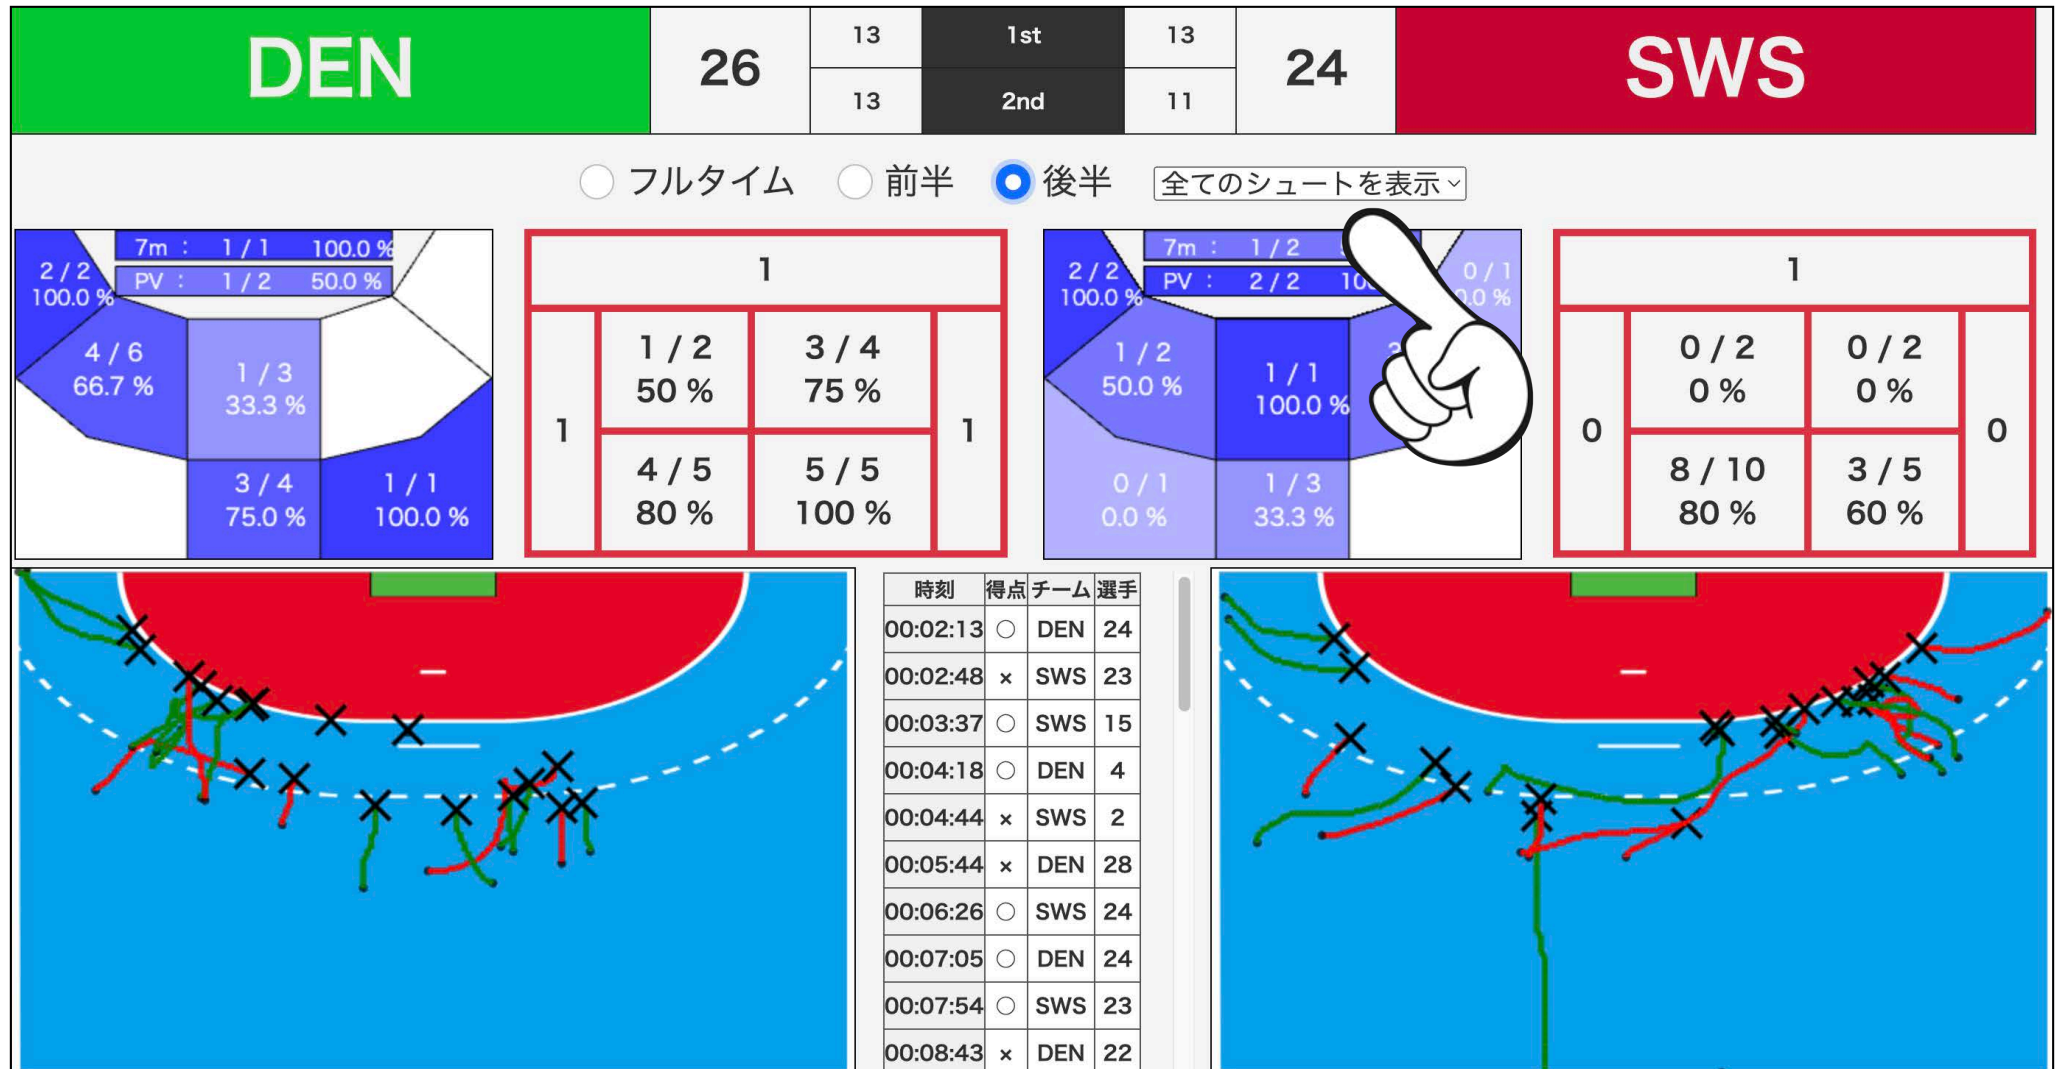 DEN 26 13 1st 13 24 SWS
13 2nd 11
フルタイム 前半 後半 全てのシュートを表示
7m : 1 / 1 100.0 %
PV : 1 / 2 50.0 %
2 / 2
100.0 %
4 / 6
66.7 %
1 / 3
33.3 %
3 / 4
75.0 %
1 / 1
100.0 %
1
1 / 2
50 %
3 / 4
75 %
1
1
4 / 5
80 %
5 / 5
100 %
7m : 1 / 2
PV : 2 / 2
2 / 2
100.0 %
0 / 1
1 / 2
50.0 %
1 / 1
100.0 %
0 / 1
0.0 %
1 / 3
33.3 %
1
0 / 2
0 %
0 / 2
0 %
0
0
8 / 10
80 %
3 / 5
60 %
時刻 得点 チーム 選手
00:02:13 ○ DEN 24
00:02:48 × SWS 23
00:03:37 ○ SWS 15
00:04:18 ○ DEN 4
00:04:44 × SWS 2
00:05:44 × DEN 28
00:06:26 ○ SWS 24
00:07:05 ○ DEN 24
00:07:54 ○ SWS 23
00:08:43 × DEN 22